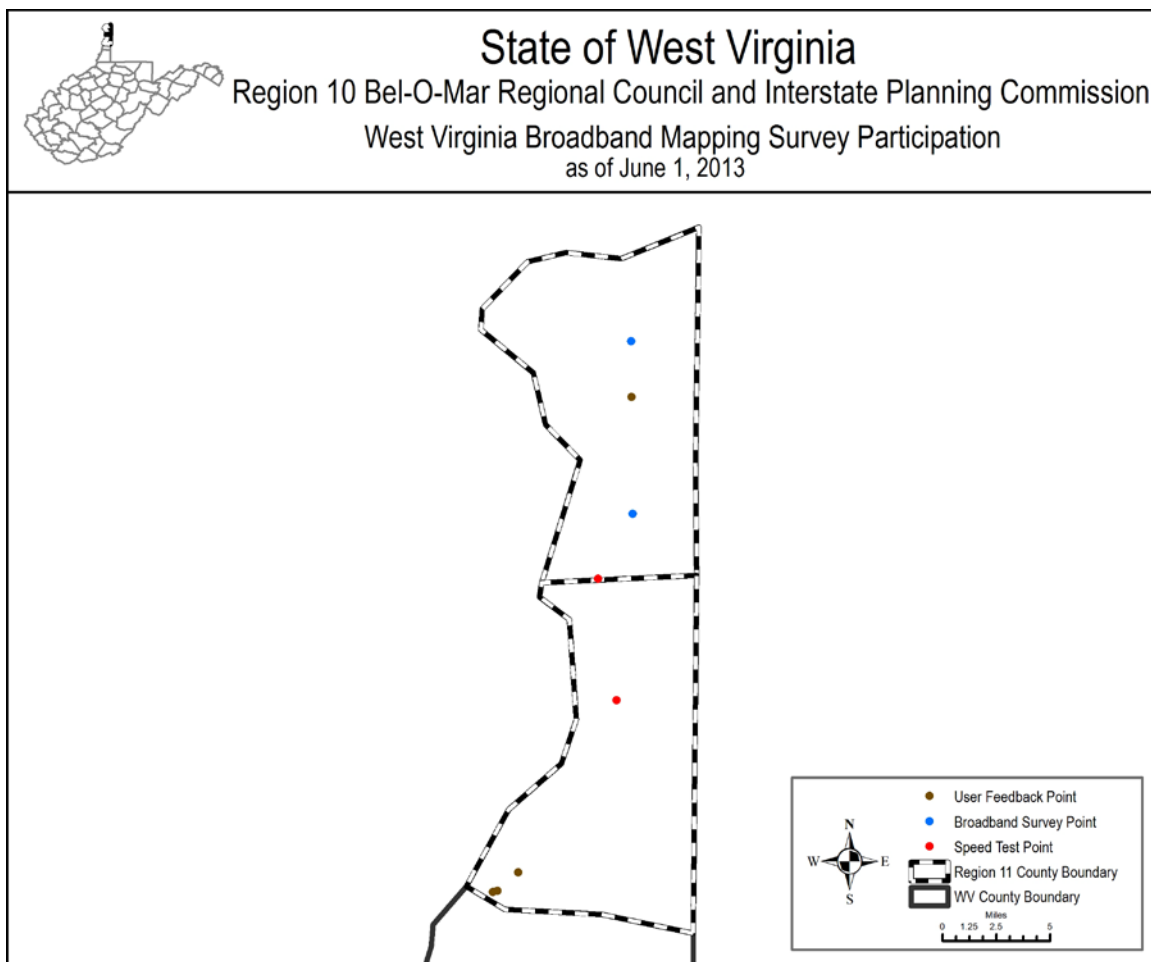 State of West Virginia
Region 10 Bel-O-Mar Regional Council and Interstate Planning Commission
West Virginia Broadband Mapping Survey Participation
as of June 1, 2013
User Feedback Point
Broadband Survey Point
Speed Test Point
Region 11 County Boundary
WV County Boundary
N
W E
S
Miles
0 1.25 2.5 5